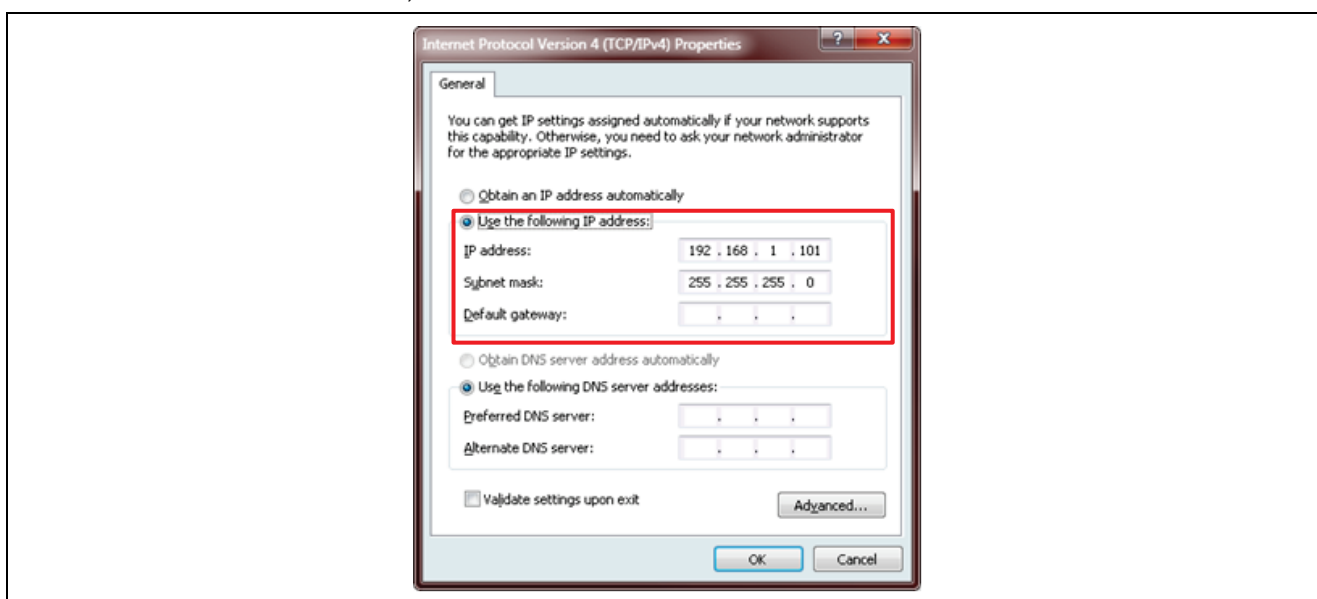 Internet Protocol Version 4 (TCP/IPv4) Properties
General
You can get IP settings assigned automatically if your network supports
this capability. Otherwise, you need to ask your network administrator
for the appropriate IP settings.
Obtain an IP address automatically
Use the following IP address:
IP address: 192 . 168 . 1 . 101
Subnet mask: 255 . 255 . 255 . 0
Default gateway: . . .
Obtain DNS server address automatically
Use the following DNS server addresses:
Preferred DNS server: . . .
Alternate DNS server: . . .
Validate settings upon exit
Advanced...
OK Cancel